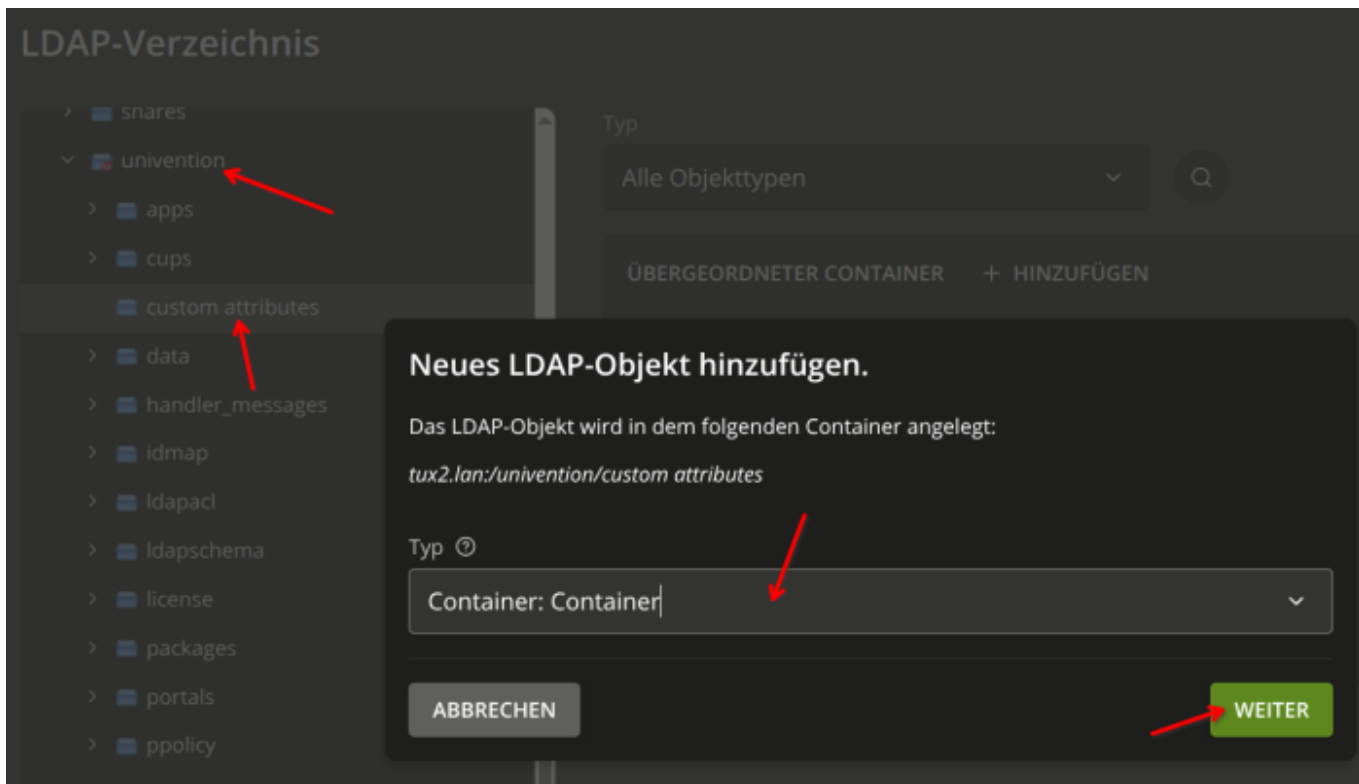 LDAP-Verzeichnis
shares
univention
apps
cups
custom attributes
data
handler_messages
idmap
ldapacl
ldapschema
license
packages
portals
ppolicy
Typ
Alle Objekttypen
ÜBERGEORDNETER CONTAINER + HINZUFÜGEN
Neues LDAP-Objekt hinzufügen.
Das LDAP-Objekt wird in dem folgenden Container angelegt:
tux2.lan:/univention/custom attributes
Typ
Container: Container
ABBRECHEN
WEITER